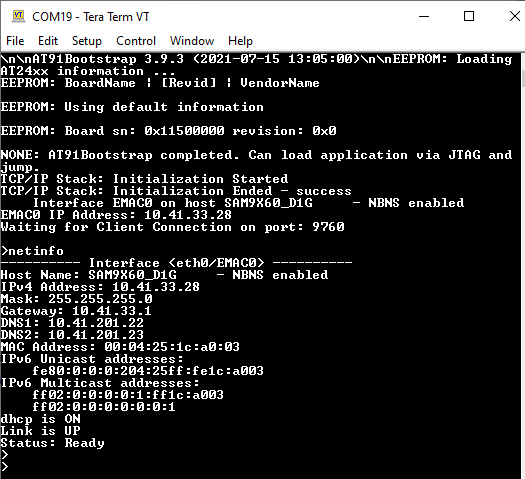 COM19 - Tera Term VT
File Edit Setup Control Window Help
\n\nAT91Bootstrap 3.9.3 (2021-07-15 13:05:00)\n\nEEPROM: Loading
AT24xx information ...
EEPROM: BoardName | [Revid] | VendorName
EEPROM: Using default information
EEPROM: Board sn: 0x11500000 revision: 0x0
NONE: AT91Bootstrap completed. Can load application via JTAG and
jump.
TCP/IP Stack: Initialization Started
TCP/IP Stack: Initialization Ended - success
    Interface EMAC0 on host SAM9X60_D1G     - NBNS enabled
EMAC0 IP Address: 10.41.33.28
Waiting for Client Connection on port: 9760
>netinfo
---------- Interface <eth0/EMAC0> ----------
Host Name: SAM9X60_D1G     - NBNS enabled
IPv4 Address: 10.41.33.28
Mask: 255.255.255.0
Gateway: 10.41.33.1
DNS1: 10.41.201.22
DNS2: 10.41.201.23
MAC Address: 00:04:25:1c:a0:03
IPv6 Unicast addresses:
    fe80:0:0:0:204:25ff:fe1c:a003
IPv6 Multicast addresses:
    ff02:0:0:0:0:1:ff1c:a003
    ff02:0:0:0:0:0:0:1
dhcp is ON
Link is UP
Status: Ready
>
>